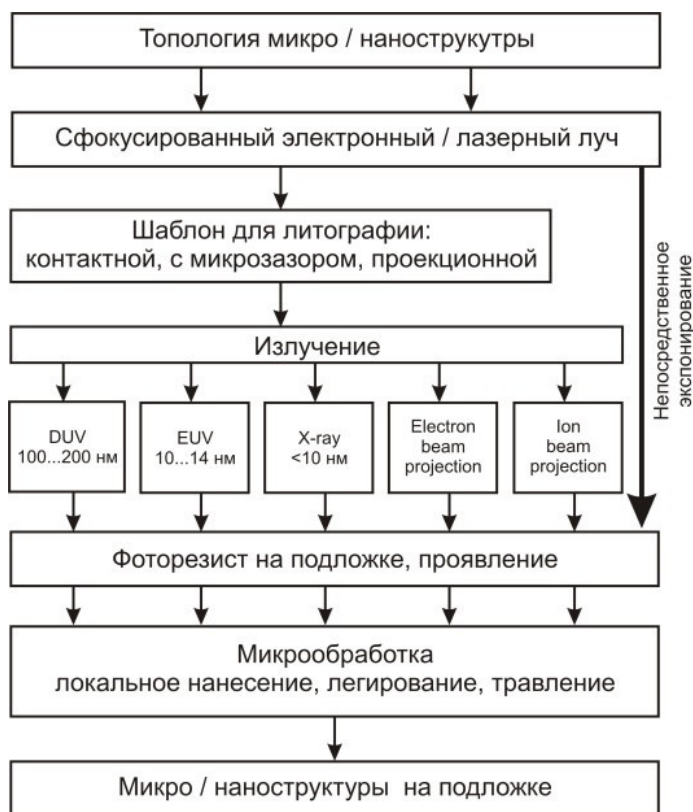 Топология микро / нанострукутры
Сфокусированный электронный / лазерный луч
Шаблон для литографии:
контактной, с микрозазором, проекционной
Излучение
DUV
100...200 нм
EUV
10...14 нм
X-ray
<10 нм
Electron
beam
projection
Ion
beam
projection
Непосредственное
экспонирование
Фоторезист на подложке, проявление
Микрообработка
локальное нанесение, легирование, травление
Микро / наноструктуры на подложке